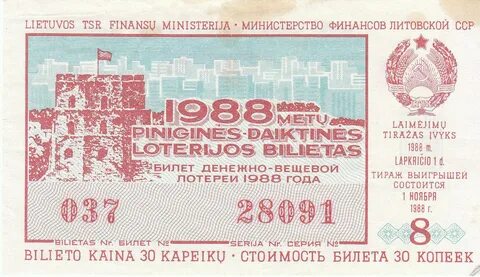 LIETUVOS TSR FINANSŲ MINISTERIJA • МИНИСТЕРСТВО ФИНАНСОВ ЛИТОВСКОЙ ССР
1988 METŲ
PINIGINĖS-DAIKTINĖS
LOTERIJOS BILIETAS
БИЛЕТ ДЕНЕЖНО-ВЕЩЕВОЙ
ЛОТЕРЕИ 1988 ГОДА
037 28091
BILIETAS Nr. БИЛЕТ № SERIJA Nr. СЕРИЯ №
LAIMĖJIMŲ
TIRAŽAS ĮVYKS
1988 m.
LAPKRIČIO 1 d.
ТИРАЖ ВЫИГРЫШЕЙ
СОСТОИТСЯ
1 НОЯБРЯ
1988 г.
8
BILIETO KAINA 30 KAPEIKŲ • СТОИМОСТЬ БИЛЕТА 30 КОПЕЕК